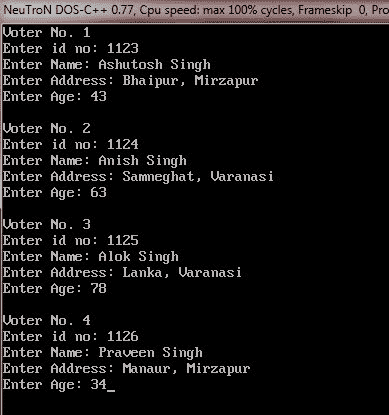 NeuTroN DOS-C++ 0.77, Cpu speed: max 100% cycles, Frameskip 0, Pro
Voter No. 1
Enter id no: 1123
Enter Name: Ashutosh Singh
Enter Address: Bhaipur, Mirzapur
Enter Age: 43
Voter No. 2
Enter id no: 1124
Enter Name: Anish Singh
Enter Address: Samneghat, Varanasi
Enter Age: 63
Voter No. 3
Enter id no: 1125
Enter Name: Alok Singh
Enter Address: Lanka, Varanasi
Enter Age: 78
Voter No. 4
Enter id no: 1126
Enter Name: Praveen Singh
Enter Address: Manaur, Mirzapur
Enter Age: 34_